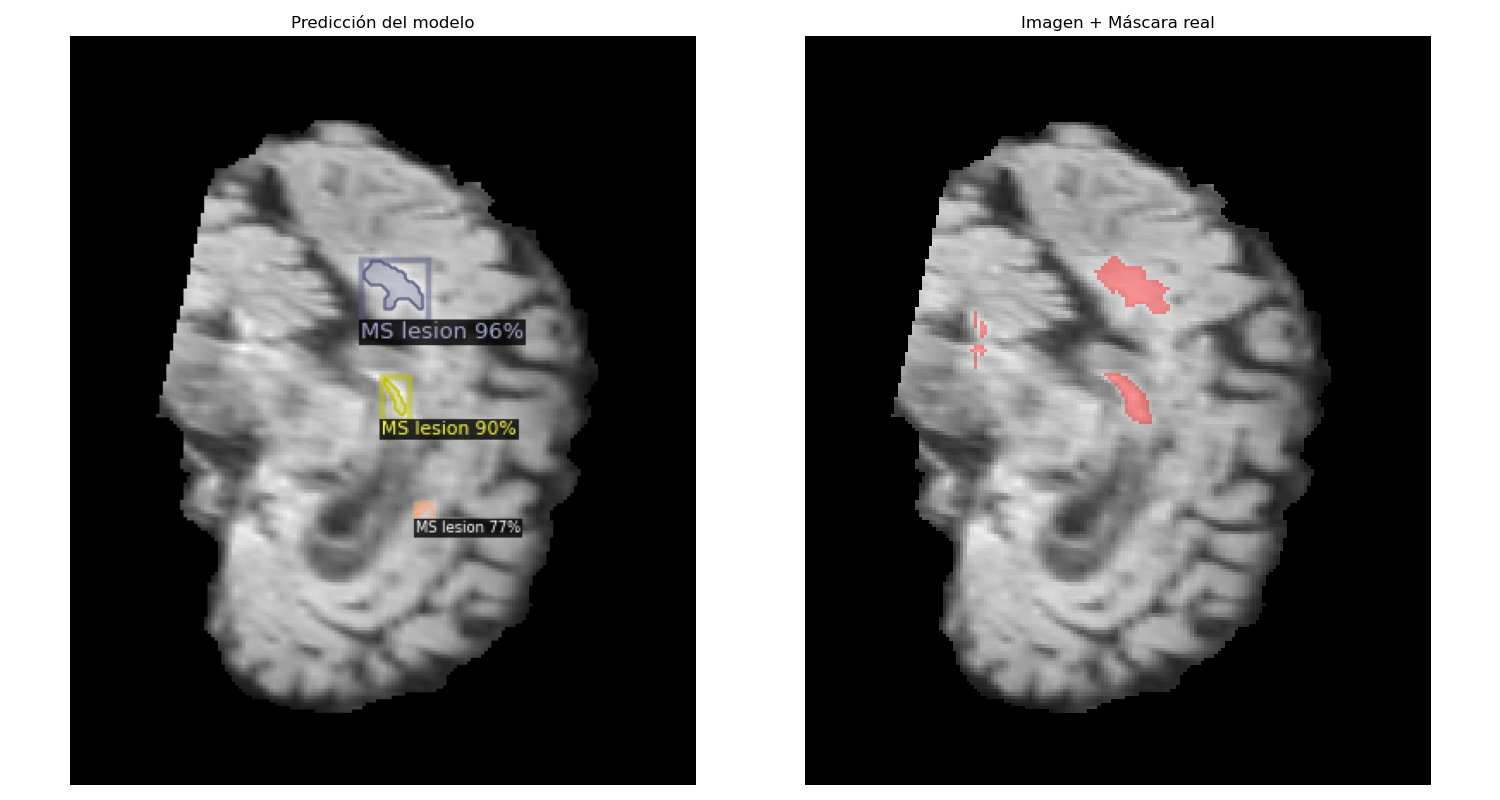 Predicción del modelo
Imagen + Máscara real
MS lesion 96%
MS lesion 90%
MS lesion 77%